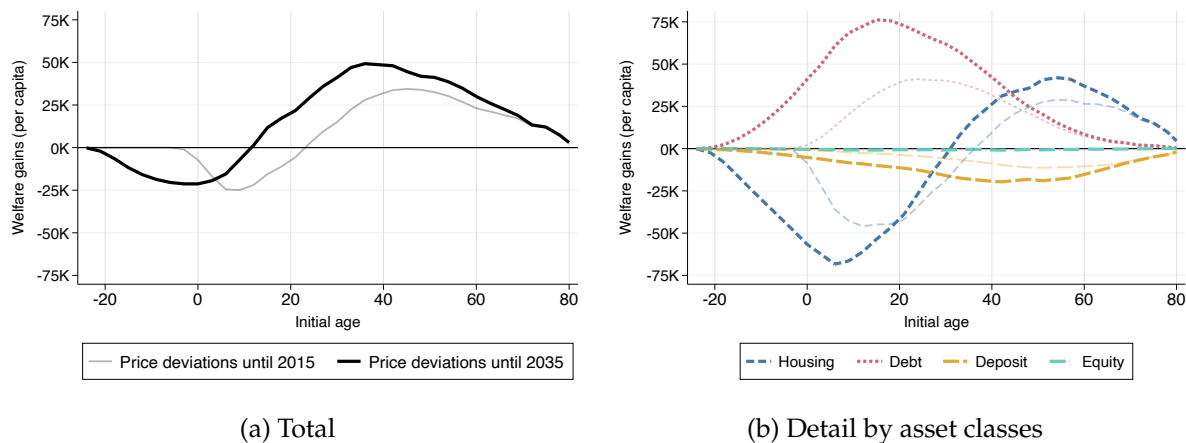 75K
50K
25K
0K
-25K
-50K
-75K
Welfare gains (per capita)
-20
0
20
40
60
80
Initial age
Price deviations until 2015
Price deviations until 2035
(a) Total
75K
50K
25K
0K
-25K
-50K
-75K
Welfare gains (per capita)
-20
0
20
40
60
80
Initial age
Housing
Debt
Deposit
Equity
(b) Detail by asset classes